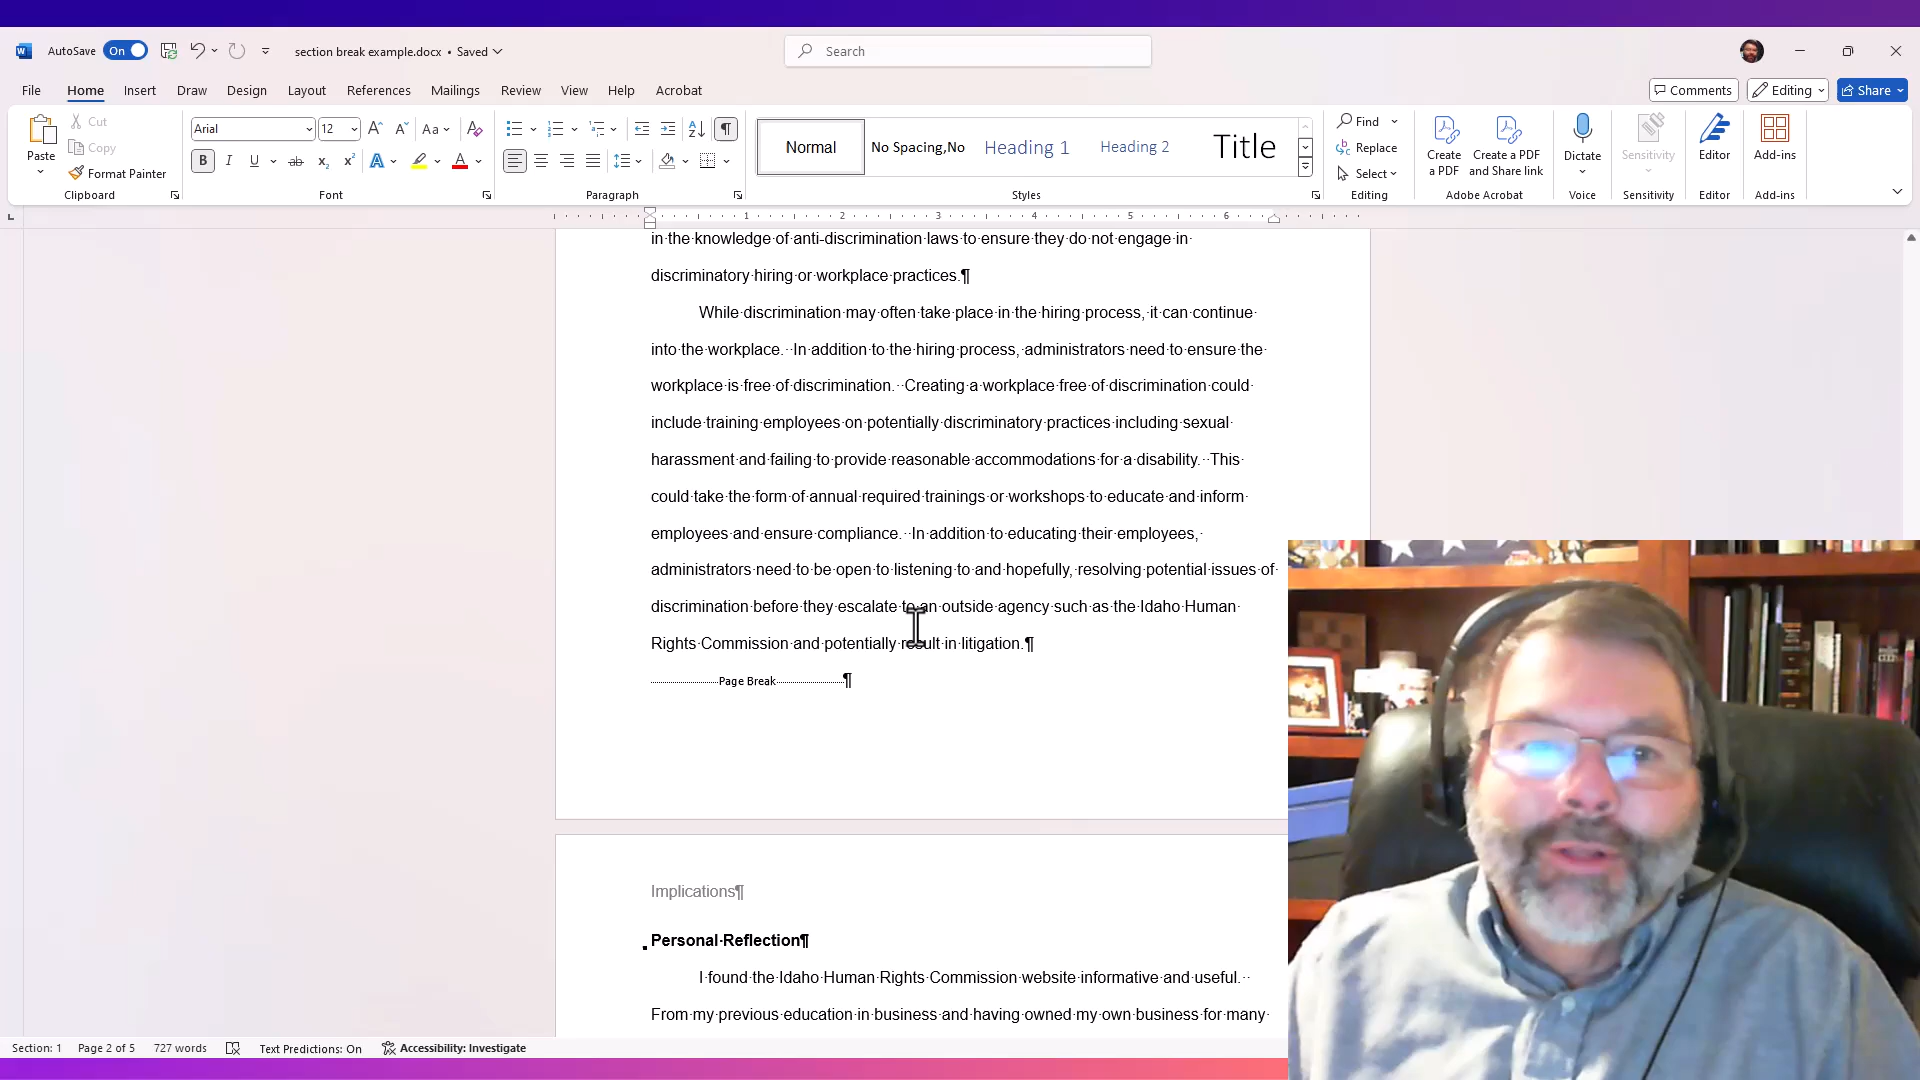 AutoSave On section break example.docx • Saved Search
File Home Insert Draw Design Layout References Mailings Review View Help Acrobat Comments Editing Share
Paste
Cut
Copy
Format Painter
Clipboard
Arial 12 Aa
B I U ab x₂ x² A A
Font
Paragraph
Normal No Spacing,No Heading 1 Heading 2 Title
Styles
Find
Replace
Select
Editing
Create a PDF
Create a PDF and Share link
Adobe Acrobat
Dictate
Voice
Sensitivity
Sensitivity
Editor
Editor
Add-ins
Add-ins
1 2 3 4 5 6
in·the·knowledge·of·anti-discrimination·laws·to·ensure·they·do·not·engage·in·
discriminatory·hiring·or·workplace·practices.¶
While·discrimination·may·often·take·place·in·the·hiring·process,·it·can·continue·
into·the·workplace.··In·addition·to·the·hiring·process,·administrators·need·to·ensure·the·
workplace·is·free·of·discrimination.··Creating·a·workplace·free·of·discrimination·could·
include·training·employees·on·potentially·discriminatory·practices·including·sexual·
harassment·and·failing·to·provide·reasonable·accommodations·for·a·disability.··This·
could·take·the·form·of·annual·required·trainings·or·workshops·to·educate·and·inform·
employees·and·ensure·compliance.··In·addition·to·educating·their·employees,·
administrators·need·to·be·open·to·listening·to·and·hopefully,·resolving·potential·issues·of·
discrimination·before·they·escalate·to·an·outside·agency·such·as·the·Idaho·Human·
Rights·Commission·and·potentially·result·in·litigation.¶
Page Break¶
Implications¶
Personal·Reflection¶
I·found·the·Idaho·Human·Rights·Commission·website·informative·and·useful.··
From·my·previous·education·in·business·and·having·owned·my·own·business·for·many·
Section: 1 Page 2 of 5 727 words Text Predictions: On Accessibility: Investigate